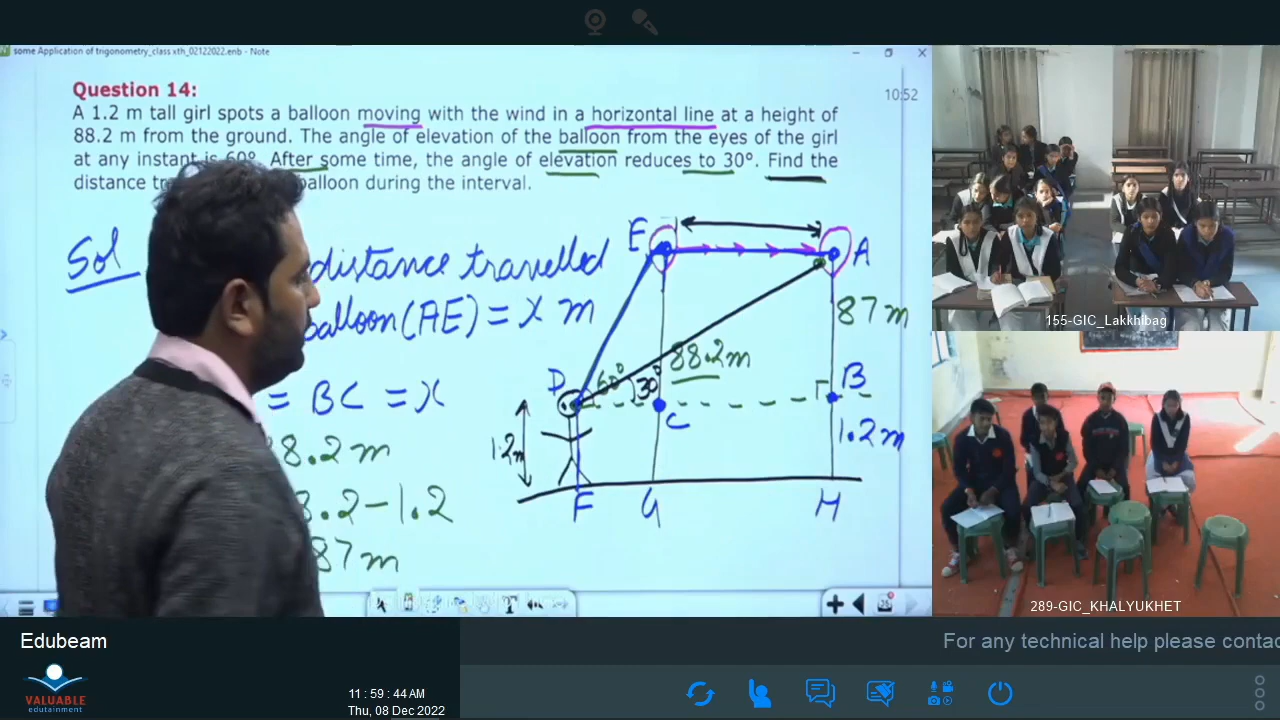 some Application of trigonometry_class xth_02122022.enb - Note
Question 14:
10:52
A 1.2 m tall girl spots a balloon moving with the wind in a horizontal line at a height of
88.2 m from the ground. The angle of elevation of the balloon from the eyes of the girl
at any instant is 60°. After some time, the angle of elevation reduces to 30°. Find the
distance tr balloon during the interval.
Sol distance travelled
balloon (AE) = x m
= BC = x
8.2 m
8.2 - 1.2
87 m
E
A
87 m
88.2 m
D
60°
30°
B
C
1.2 m
1.2m
F
G
H
155-GIC_Lakkhibag
289-GIC_KHALYUKHET
Edubeam
For any technical help please contac
VALUABLE
edutainment
11 : 59 : 44 AM
Thu, 08 Dec 2022